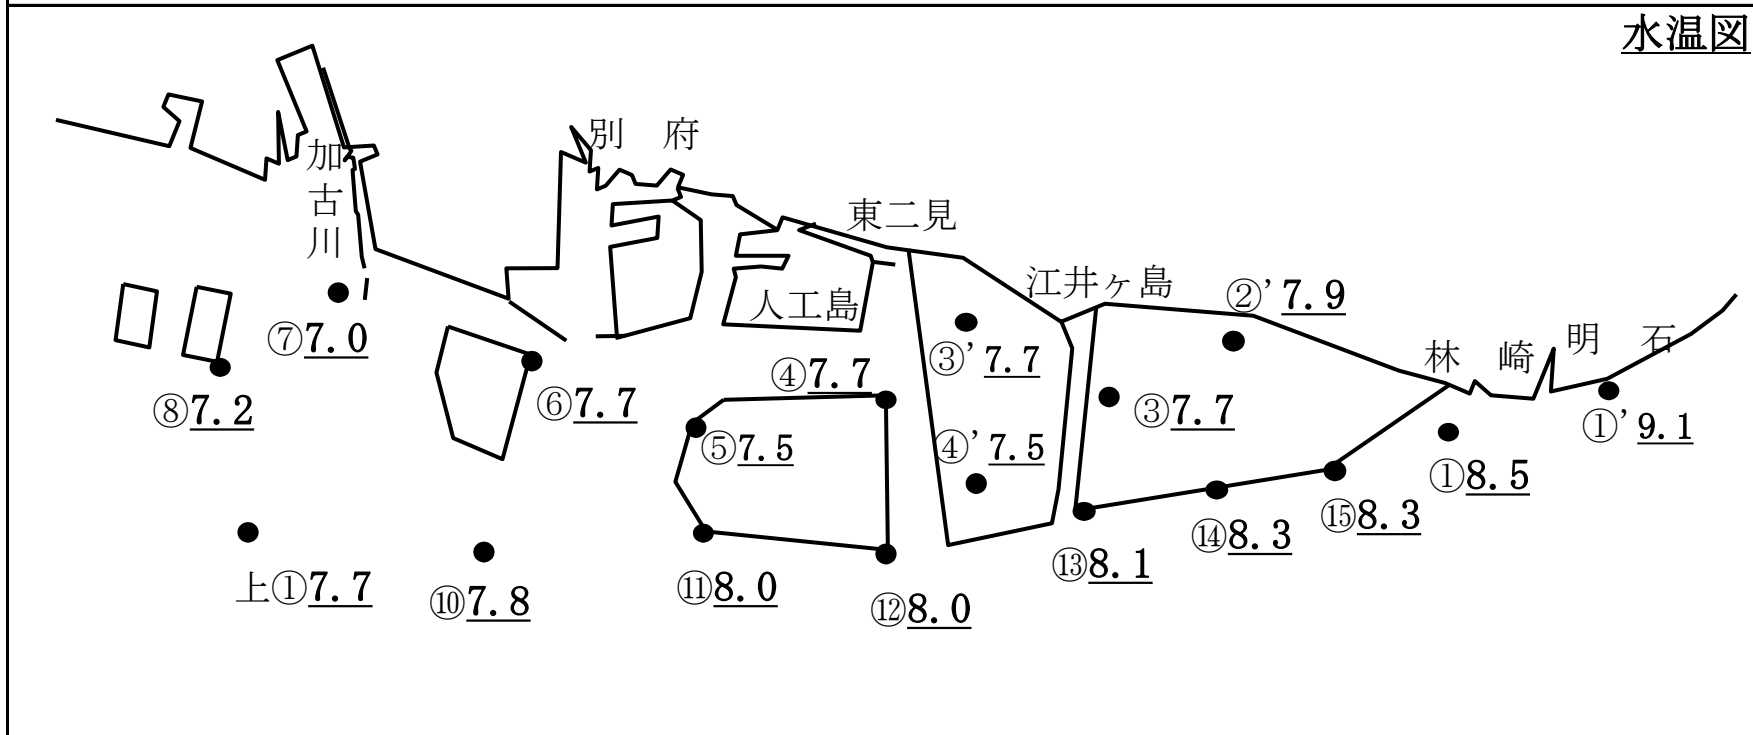 水温図
別 府
加古川
東二見
江井ヶ島
②' 7.9
人工島
⑦7.0
③' 7.7
林 崎 明 石
④7.7
⑧7.2
⑥7.7
③7.7
①' 9.1
⑤7.5
④' 7.5
①8.5
⑮8.3
⑭8.3
⑬8.1
上①7.7
⑩7.8
⑪8.0
⑫8.0